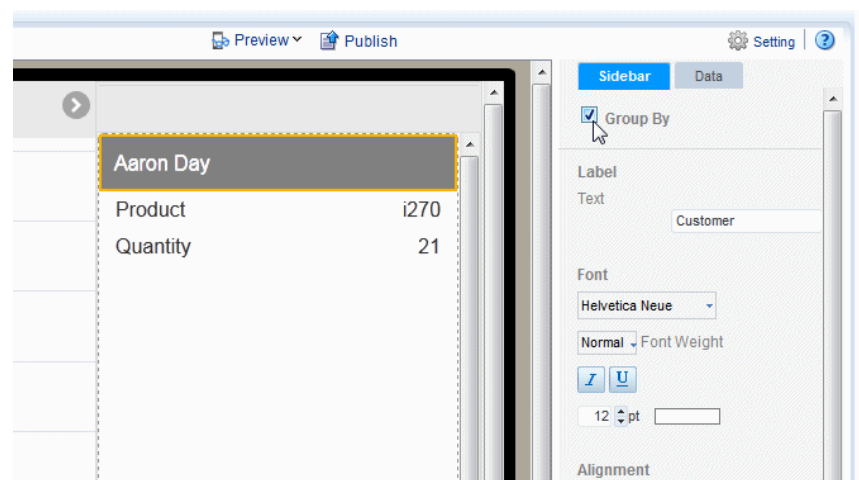 Preview Publish Setting ?
Sidebar Data
Group By
Aaron Day
Product i270
Quantity 21
Label
Text
Customer
Font
Helvetica Neue
Normal Font Weight
I U
12 pt
Alignment